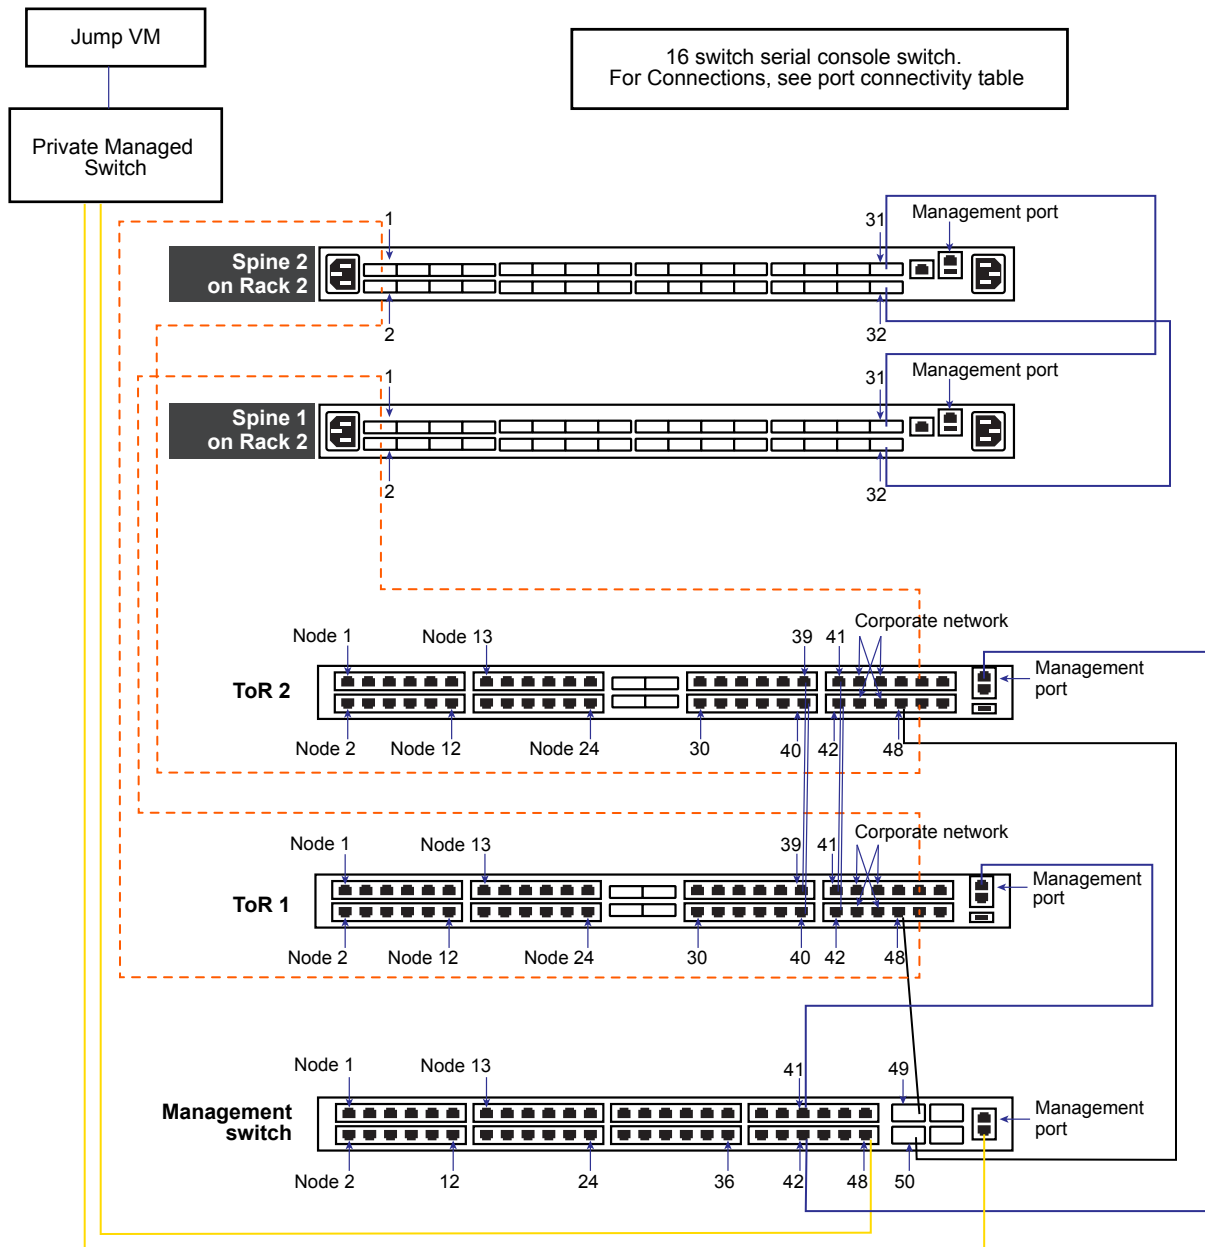 Jump VM
16 switch serial console switch.
For Connections, see port connectivity table
Private Managed
Switch
1
31
Management port
Spine 2
on Rack 2
2
32
1
31
Management port
Spine 1
on Rack 2
2
32
Node 1
Node 13
39
41
Corporate network
ToR 2
Management
port
Node 2
Node 12
Node 24
30
40
42
48
Node 1
Node 13
39
41
Corporate network
ToR 1
Management
port
Node 2
Node 12
Node 24
30
40
42
48
Node 1
Node 13
41
49
Management
switch
Management
port
Node 2
12
24
36
42
48
50